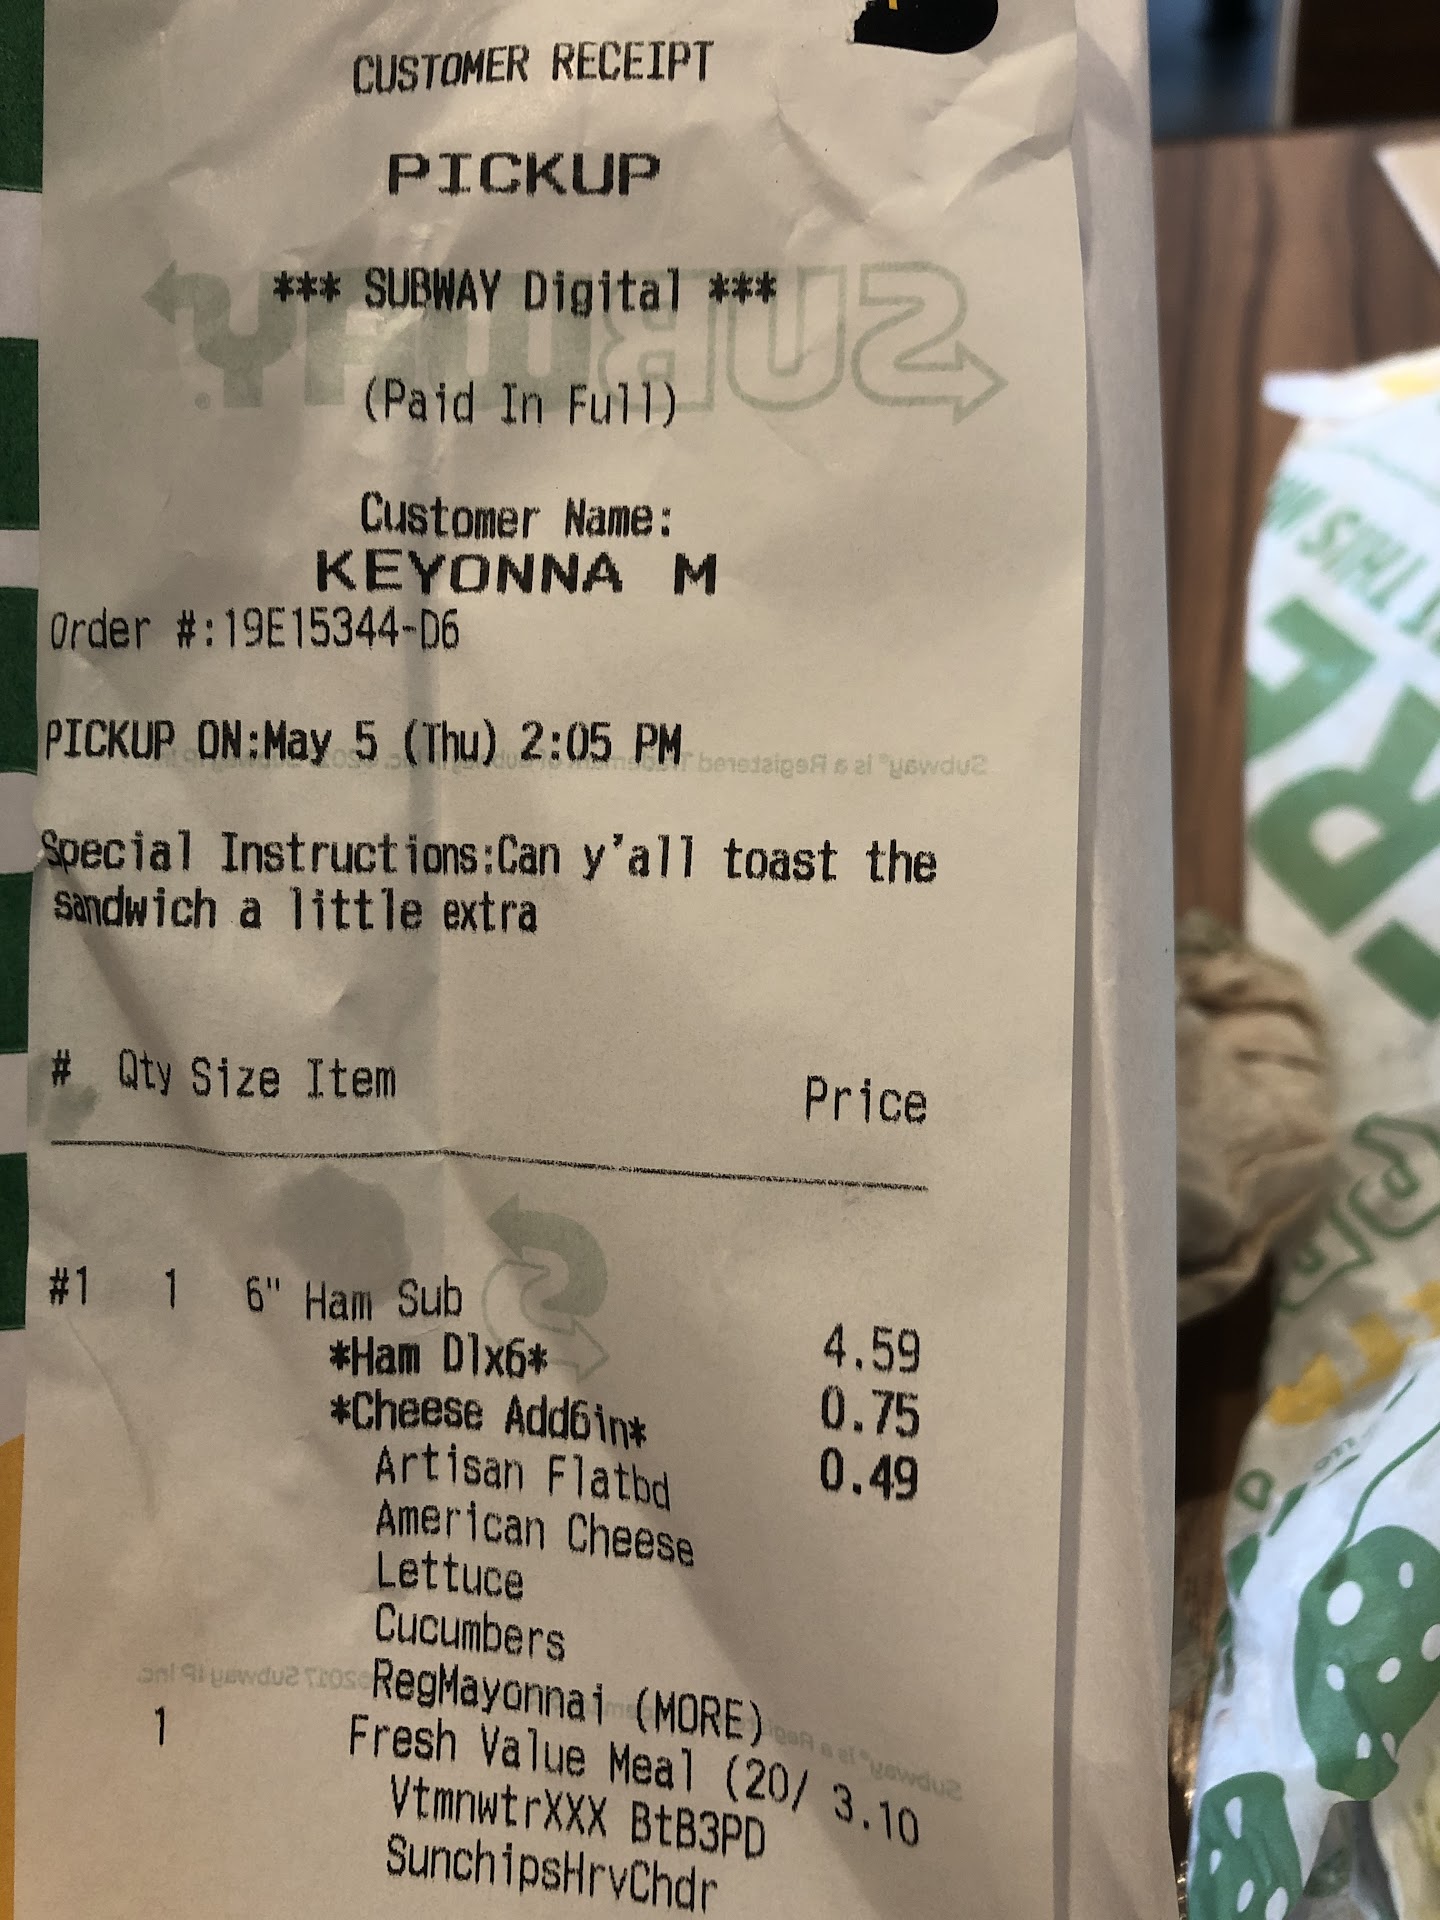 CUSTOMER RECEIPT
PICKUP
*** SUBWAY Digital ***
(Paid In Full)
Customer Name:
KEYONNA M
Order #:19E15344-D6
PICKUP ON:May 5 (Thu) 2:05 PM
Special Instructions:Can y'all toast the
sandwich a little extra
# Qty Size Item Price
#1 1 6" Ham Sub
*Ham Dlx6* 4.59
*Cheese Add6in* 0.75
Artisan Flatbd 0.49
American Cheese
Lettuce
Cucumbers
RegMayonnai (MORE)
1 Fresh Value Meal (20/ 3.10
VtmnwtrXXX BtB3PD
SunchipsHrvChdr
SUBWAY